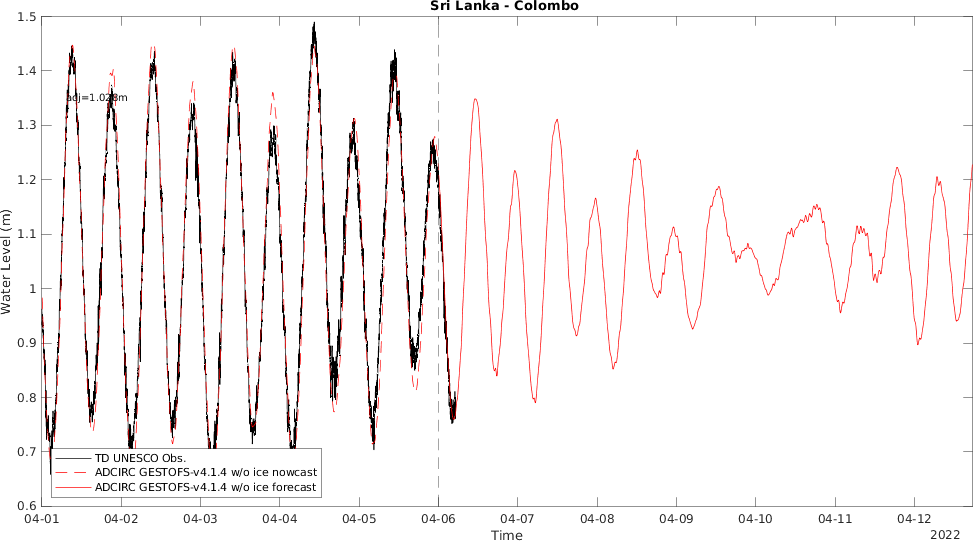 Sri Lanka - Colombo
1.5
1.4
adj=1.028m
1.3
1.2
1.1
1
0.9
0.8
0.7
0.6
Water Level (m)
TD UNESCO Obs.
ADCIRC GESTOFS-v4.1.4 w/o ice nowcast
ADCIRC GESTOFS-v4.1.4 w/o ice forecast
04-01 04-02 04-03 04-04 04-05 04-06 04-07 04-08 04-09 04-10 04-11 04-12
Time
2022